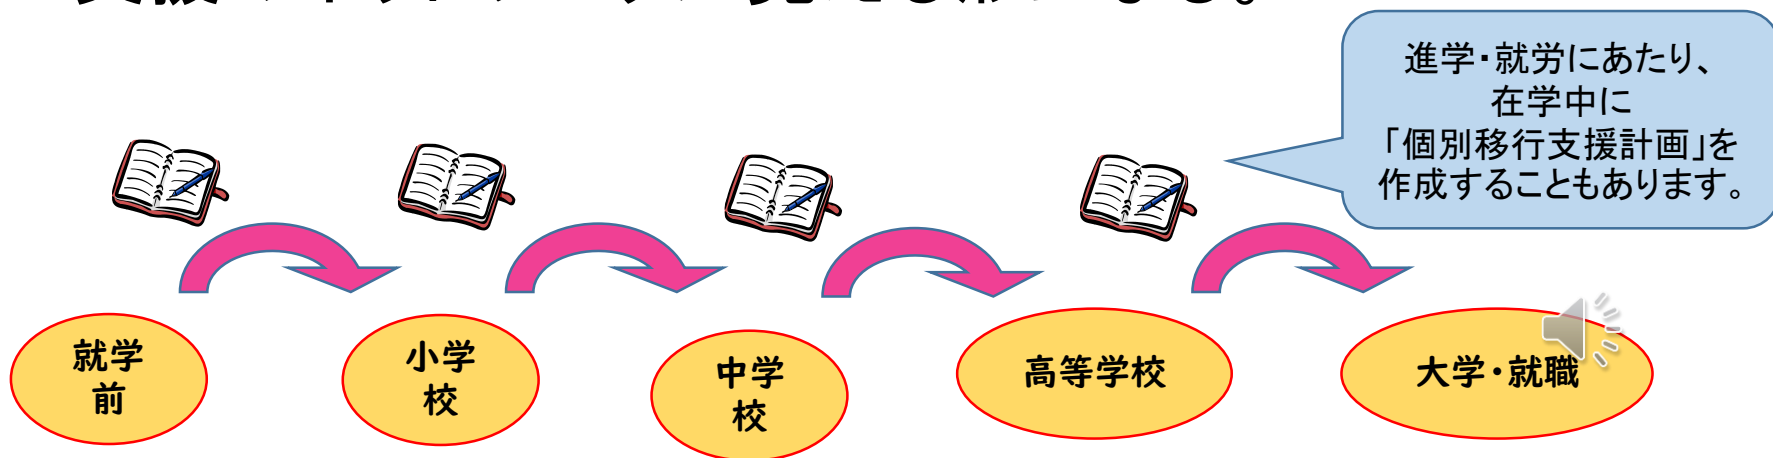 進学・就労にあたり、
在学中に
「個別移行支援計画」を
作成することもあります。
就学
前
小学
校
中学
校
高等学校
大学・就職